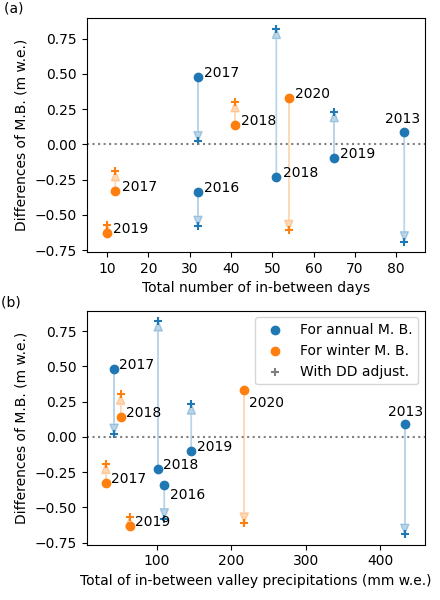 (a)
0.75
0.50
0.25
0.00
−0.25
−0.50
−0.75
Differences of M.B. (m w.e.)
2017
2020
2018
2013
2019
2018
2016
2017
2019
10 20 30 40 50 60 70 80
Total number of in-between days
(b)
0.75
0.50
0.25
0.00
−0.25
−0.50
−0.75
Differences of M.B. (m w.e.)
For annual M. B.
For winter M. B.
With DD adjust.
2017
2018
2020
2013
2019
2018
2017
2016
2019
100 200 300 400
Total of in-between valley precipitations (mm w.e.)